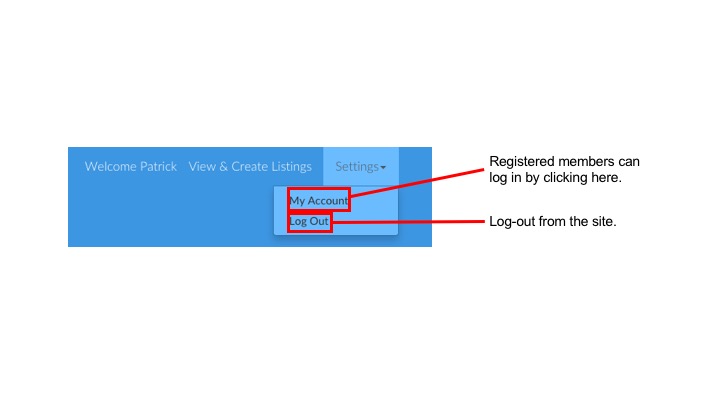 Welcome Patrick View & Create Listings Settings
My Account
Log Out
Registered members can
log in by clicking here.
Log-out from the site.